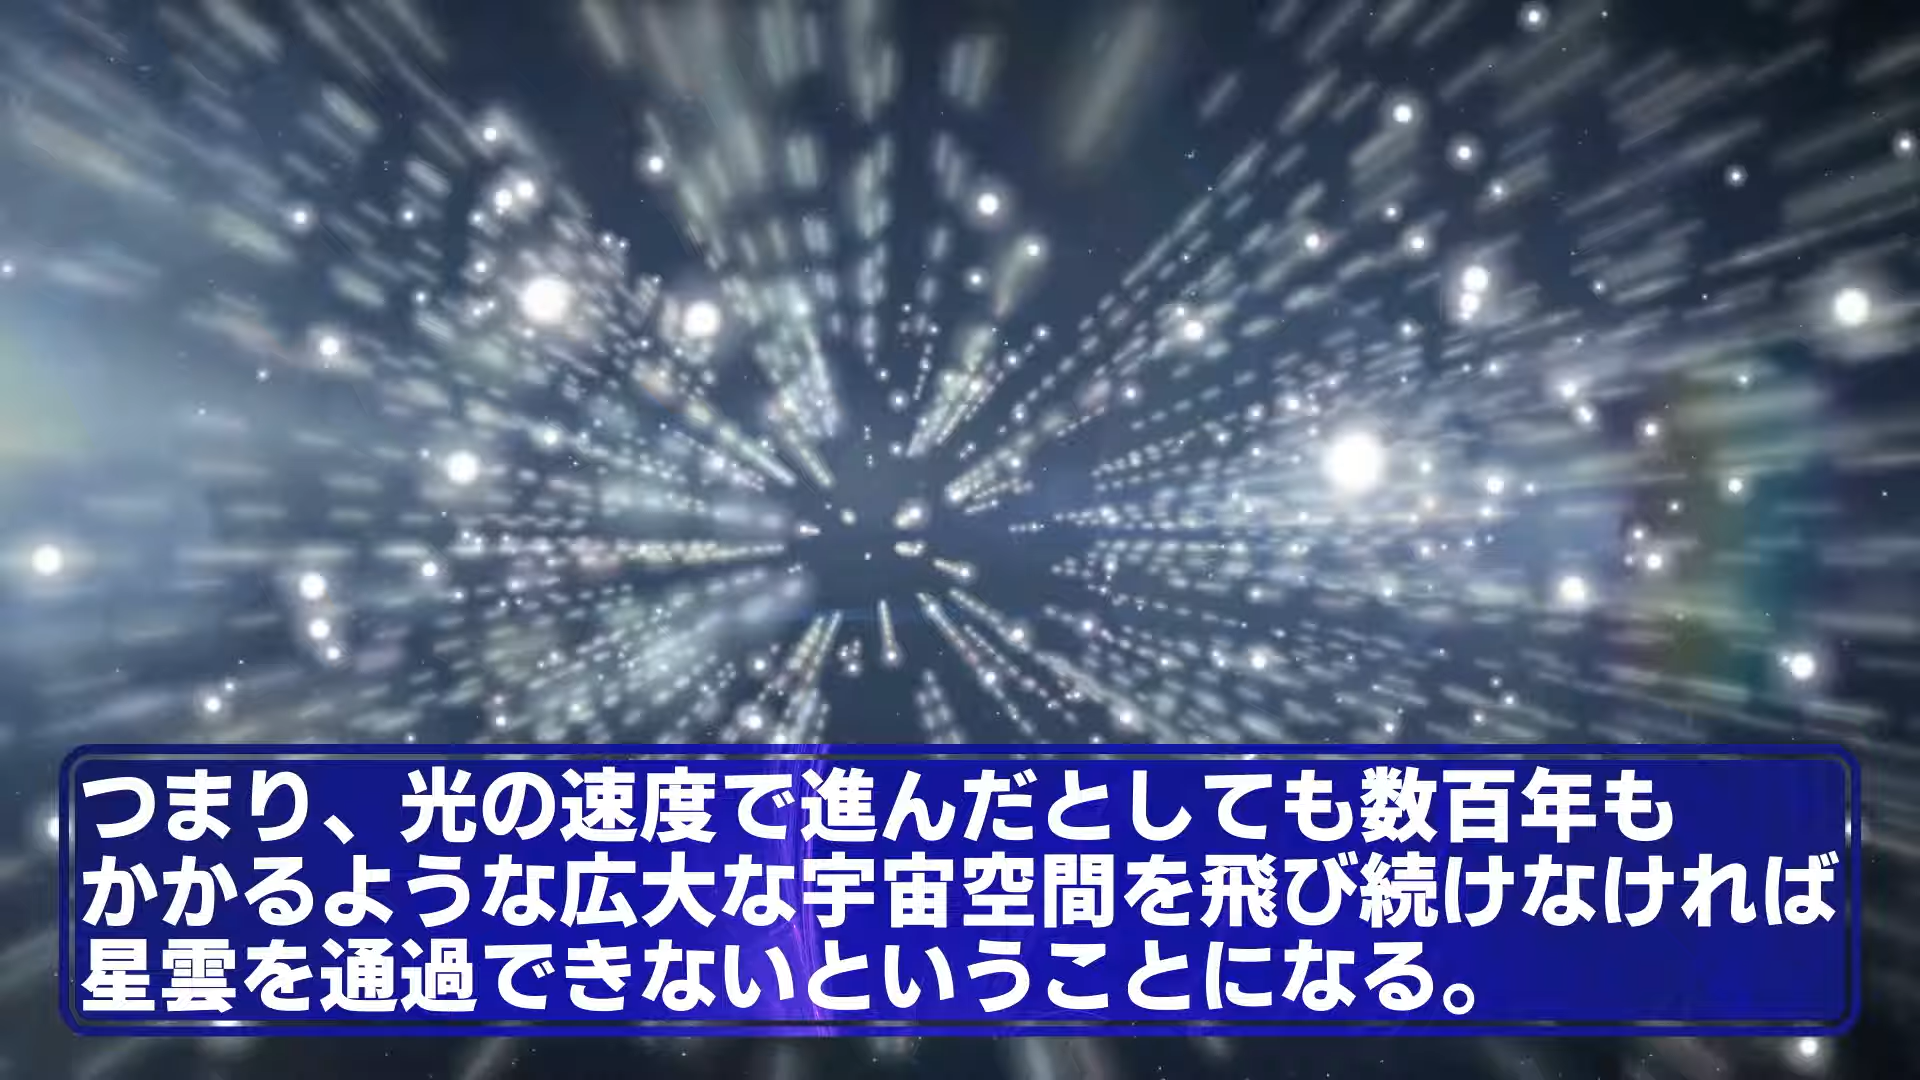 つまり、光の速度で進んだとしても数百年も
かかるような広大な宇宙空間を飛び続けなければ
星雲を通過できないということになる。